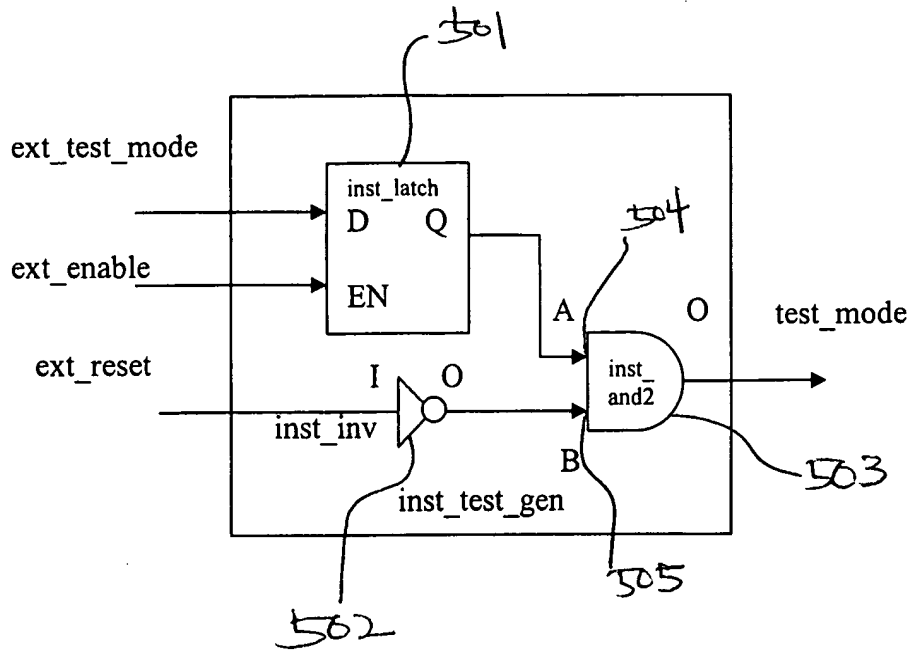 501
ext_test_mode
inst_latch
D Q
504
ext_enable
EN
A O
test_mode
ext_reset
I O
inst_
and2
inst_inv
B
503
inst_test_gen
505
502